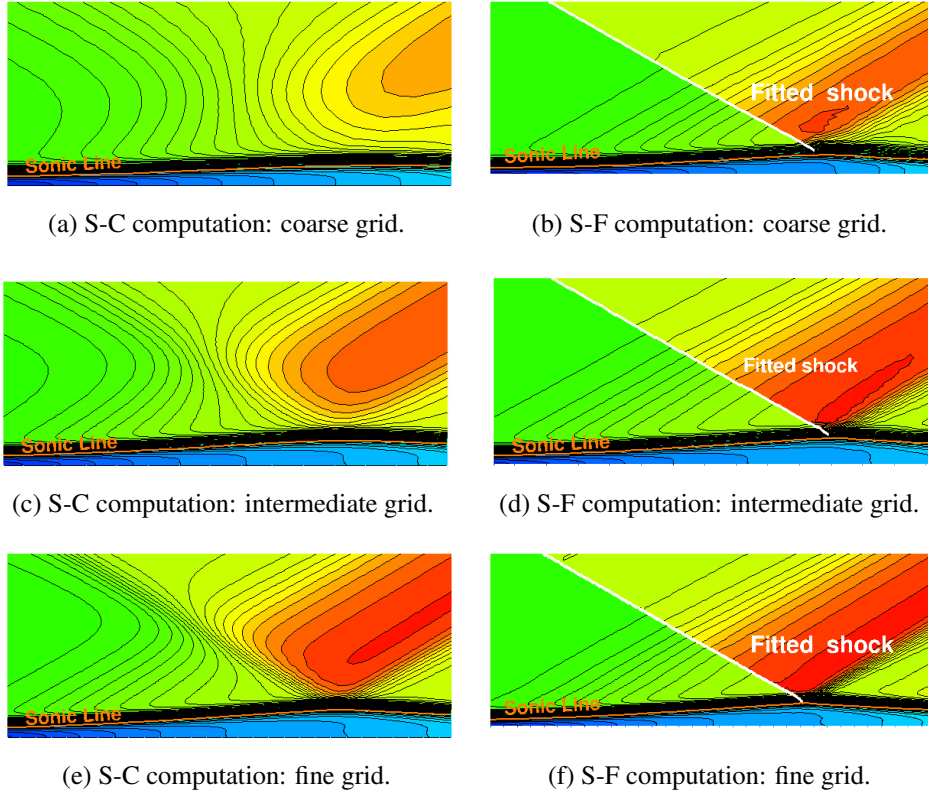 Sonic Line
Fitted shock
Sonic Line
(a) S-C computation: coarse grid.
(b) S-F computation: coarse grid.
Sonic Line
Fitted shock
Sonic Line
(c) S-C computation: intermediate grid.
(d) S-F computation: intermediate grid.
Sonic Line
Fitted shock
Sonic Line
(e) S-C computation: fine grid.
(f) S-F computation: fine grid.